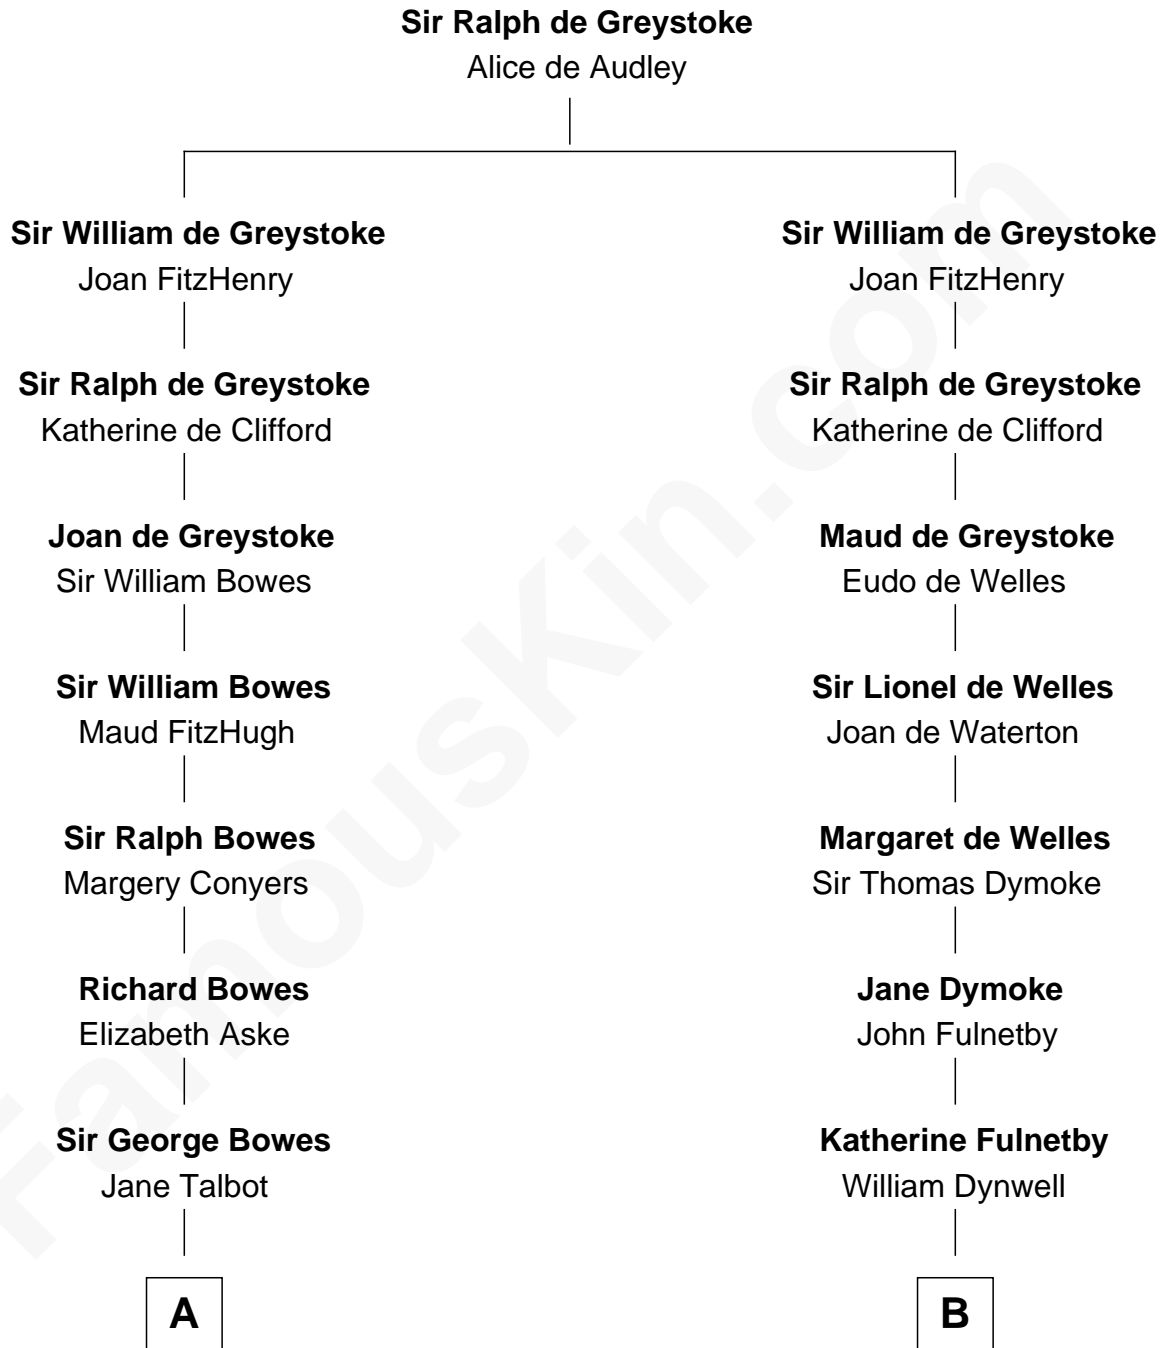 Sir Ralph de Greystoke
Alice de Audley
Sir William de Greystoke
Joan FitzHenry
Sir William de Greystoke
Joan FitzHenry
Sir Ralph de Greystoke
Katherine de Clifford
Sir Ralph de Greystoke
Katherine de Clifford
Joan de Greystoke
Sir William Bowes
Maud de Greystoke
Eudo de Welles
Sir William Bowes
Maud FitzHugh
Sir Lionel de Welles
Joan de Waterton
Sir Ralph Bowes
Margery Conyers
Margaret de Welles
Sir Thomas Dymoke
Richard Bowes
Elizabeth Aske
Jane Dymoke
John Fulnetby
Sir George Bowes
Jane Talbot
Katherine Fulnetby
William Dynwell
A
B
FamousKin.com